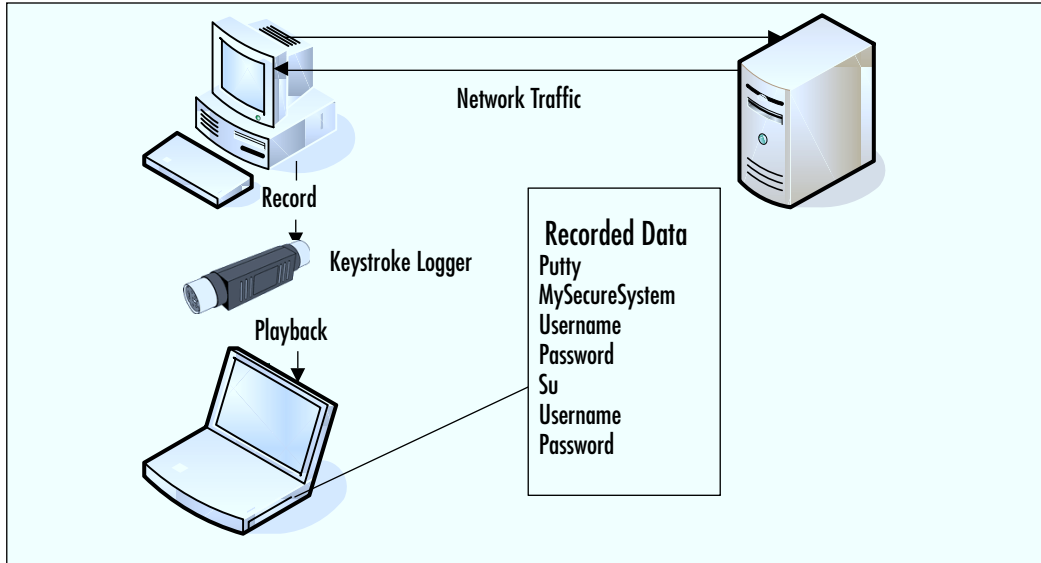 Network Traffic
Record
Keystroke Logger
Playback
Recorded Data
Putty
MySecureSystem
Username
Password
Su
Username
Password